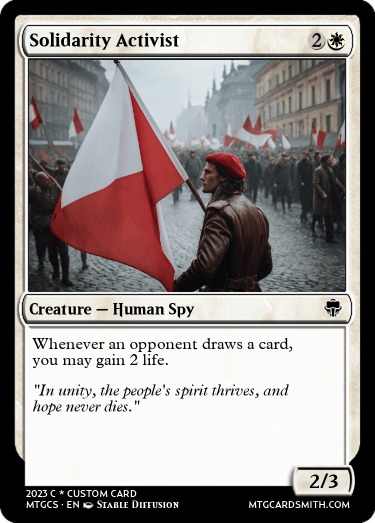 Solidarity Activist 2
Creature — Human Spy
Whenever an opponent draws a card,
you may gain 2 life.
"In unity, the people's spirit thrives, and
hope never dies."
2/3
2023 C * CUSTOM CARD
MTGCS • EN Stable Diffusion
MTGCARDSMITH.COM